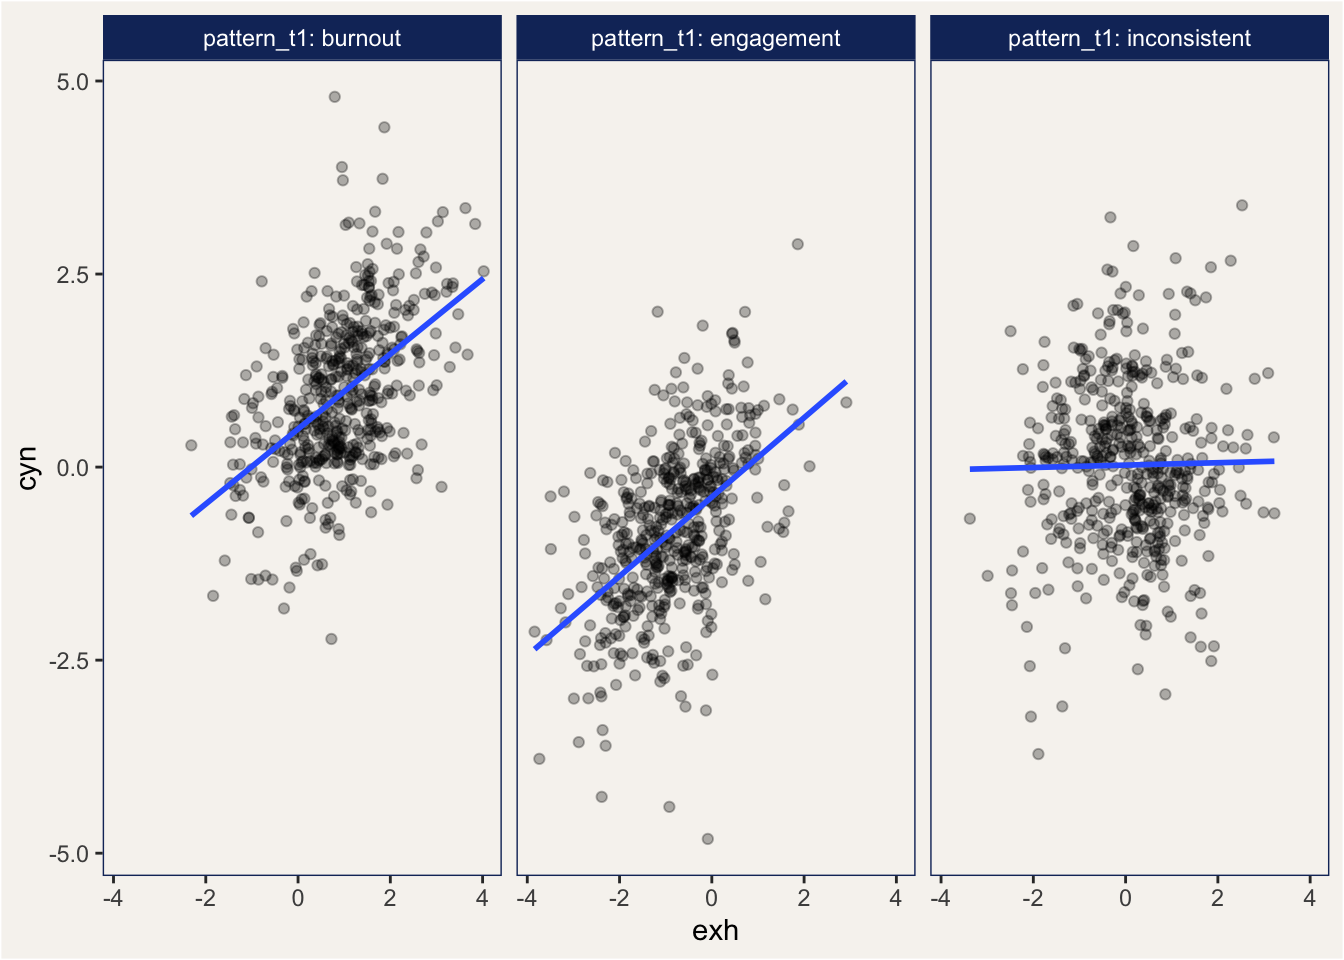 pattern_t1: burnout
pattern_t1: engagement
pattern_t1: inconsistent
5.0
2.5
0.0
-2.5
-5.0
cyn
-4 -2 0 2 4
-4 -2 0 2 4
-4 -2 0 2 4
exh